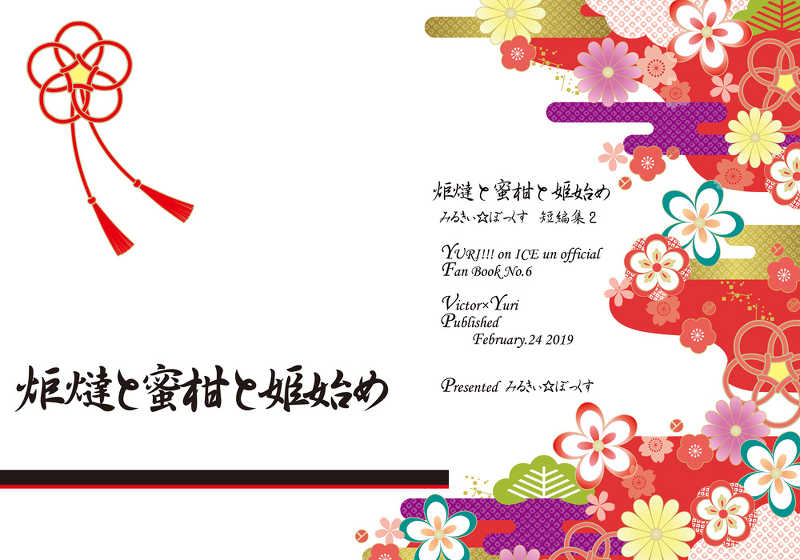 炬燵と蜜柑と姫始め
炬燵と蜜柑と姫始め
みるきぃ☆ぼっくす 短編集2
YURI!!! on ICE un official
Fan Book No.6
Victor×Yuri
Published
February.24 2019
Presented みるきぃ☆ぼっくす